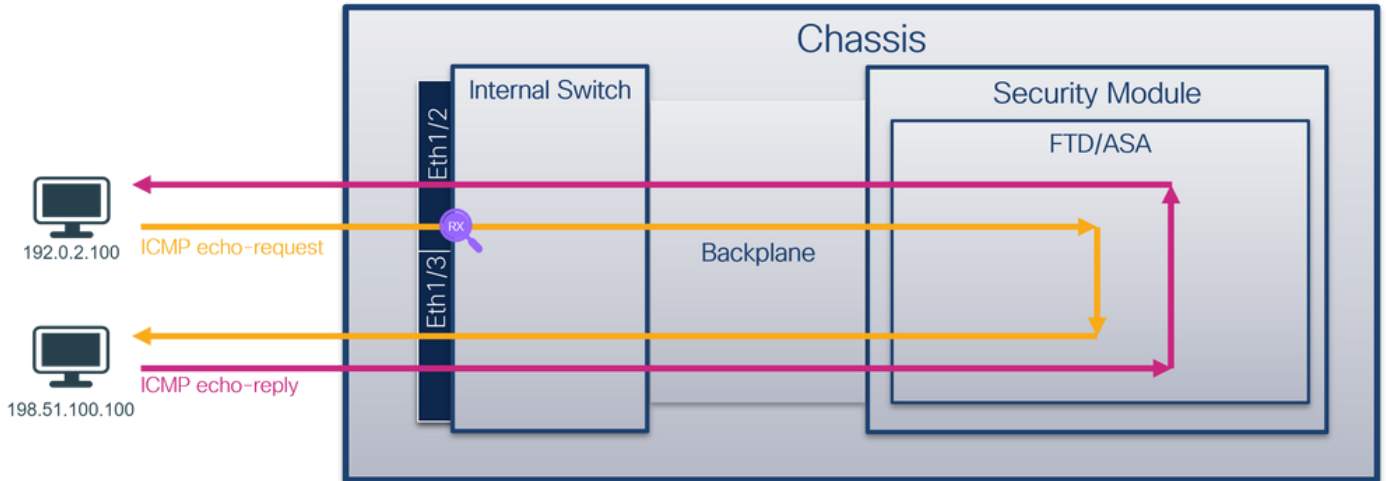 Chassis
Internal Switch
Security Module
FTD/ASA
Eth1/2
192.0.2.100
ICMP echo-request
RX
Backplane
Eth1/3
198.51.100.100
ICMP echo-reply